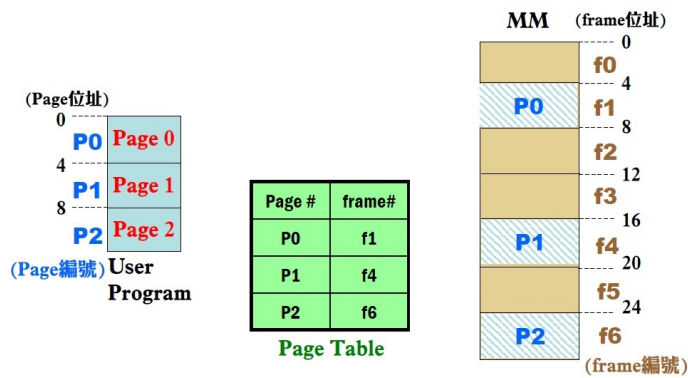 (Page位址)
0
P0 Page 0
4
P1 Page 1
8
P2 Page 2
(Page編號) User
Program
Page # frame#
P0 f1
P1 f4
P2 f6
Page Table
MM (frame位址)
0
f0
4
P0 f1
8
f2
12
f3
16
P1 f4
20
f5
24
P2 f6
(frame編號)